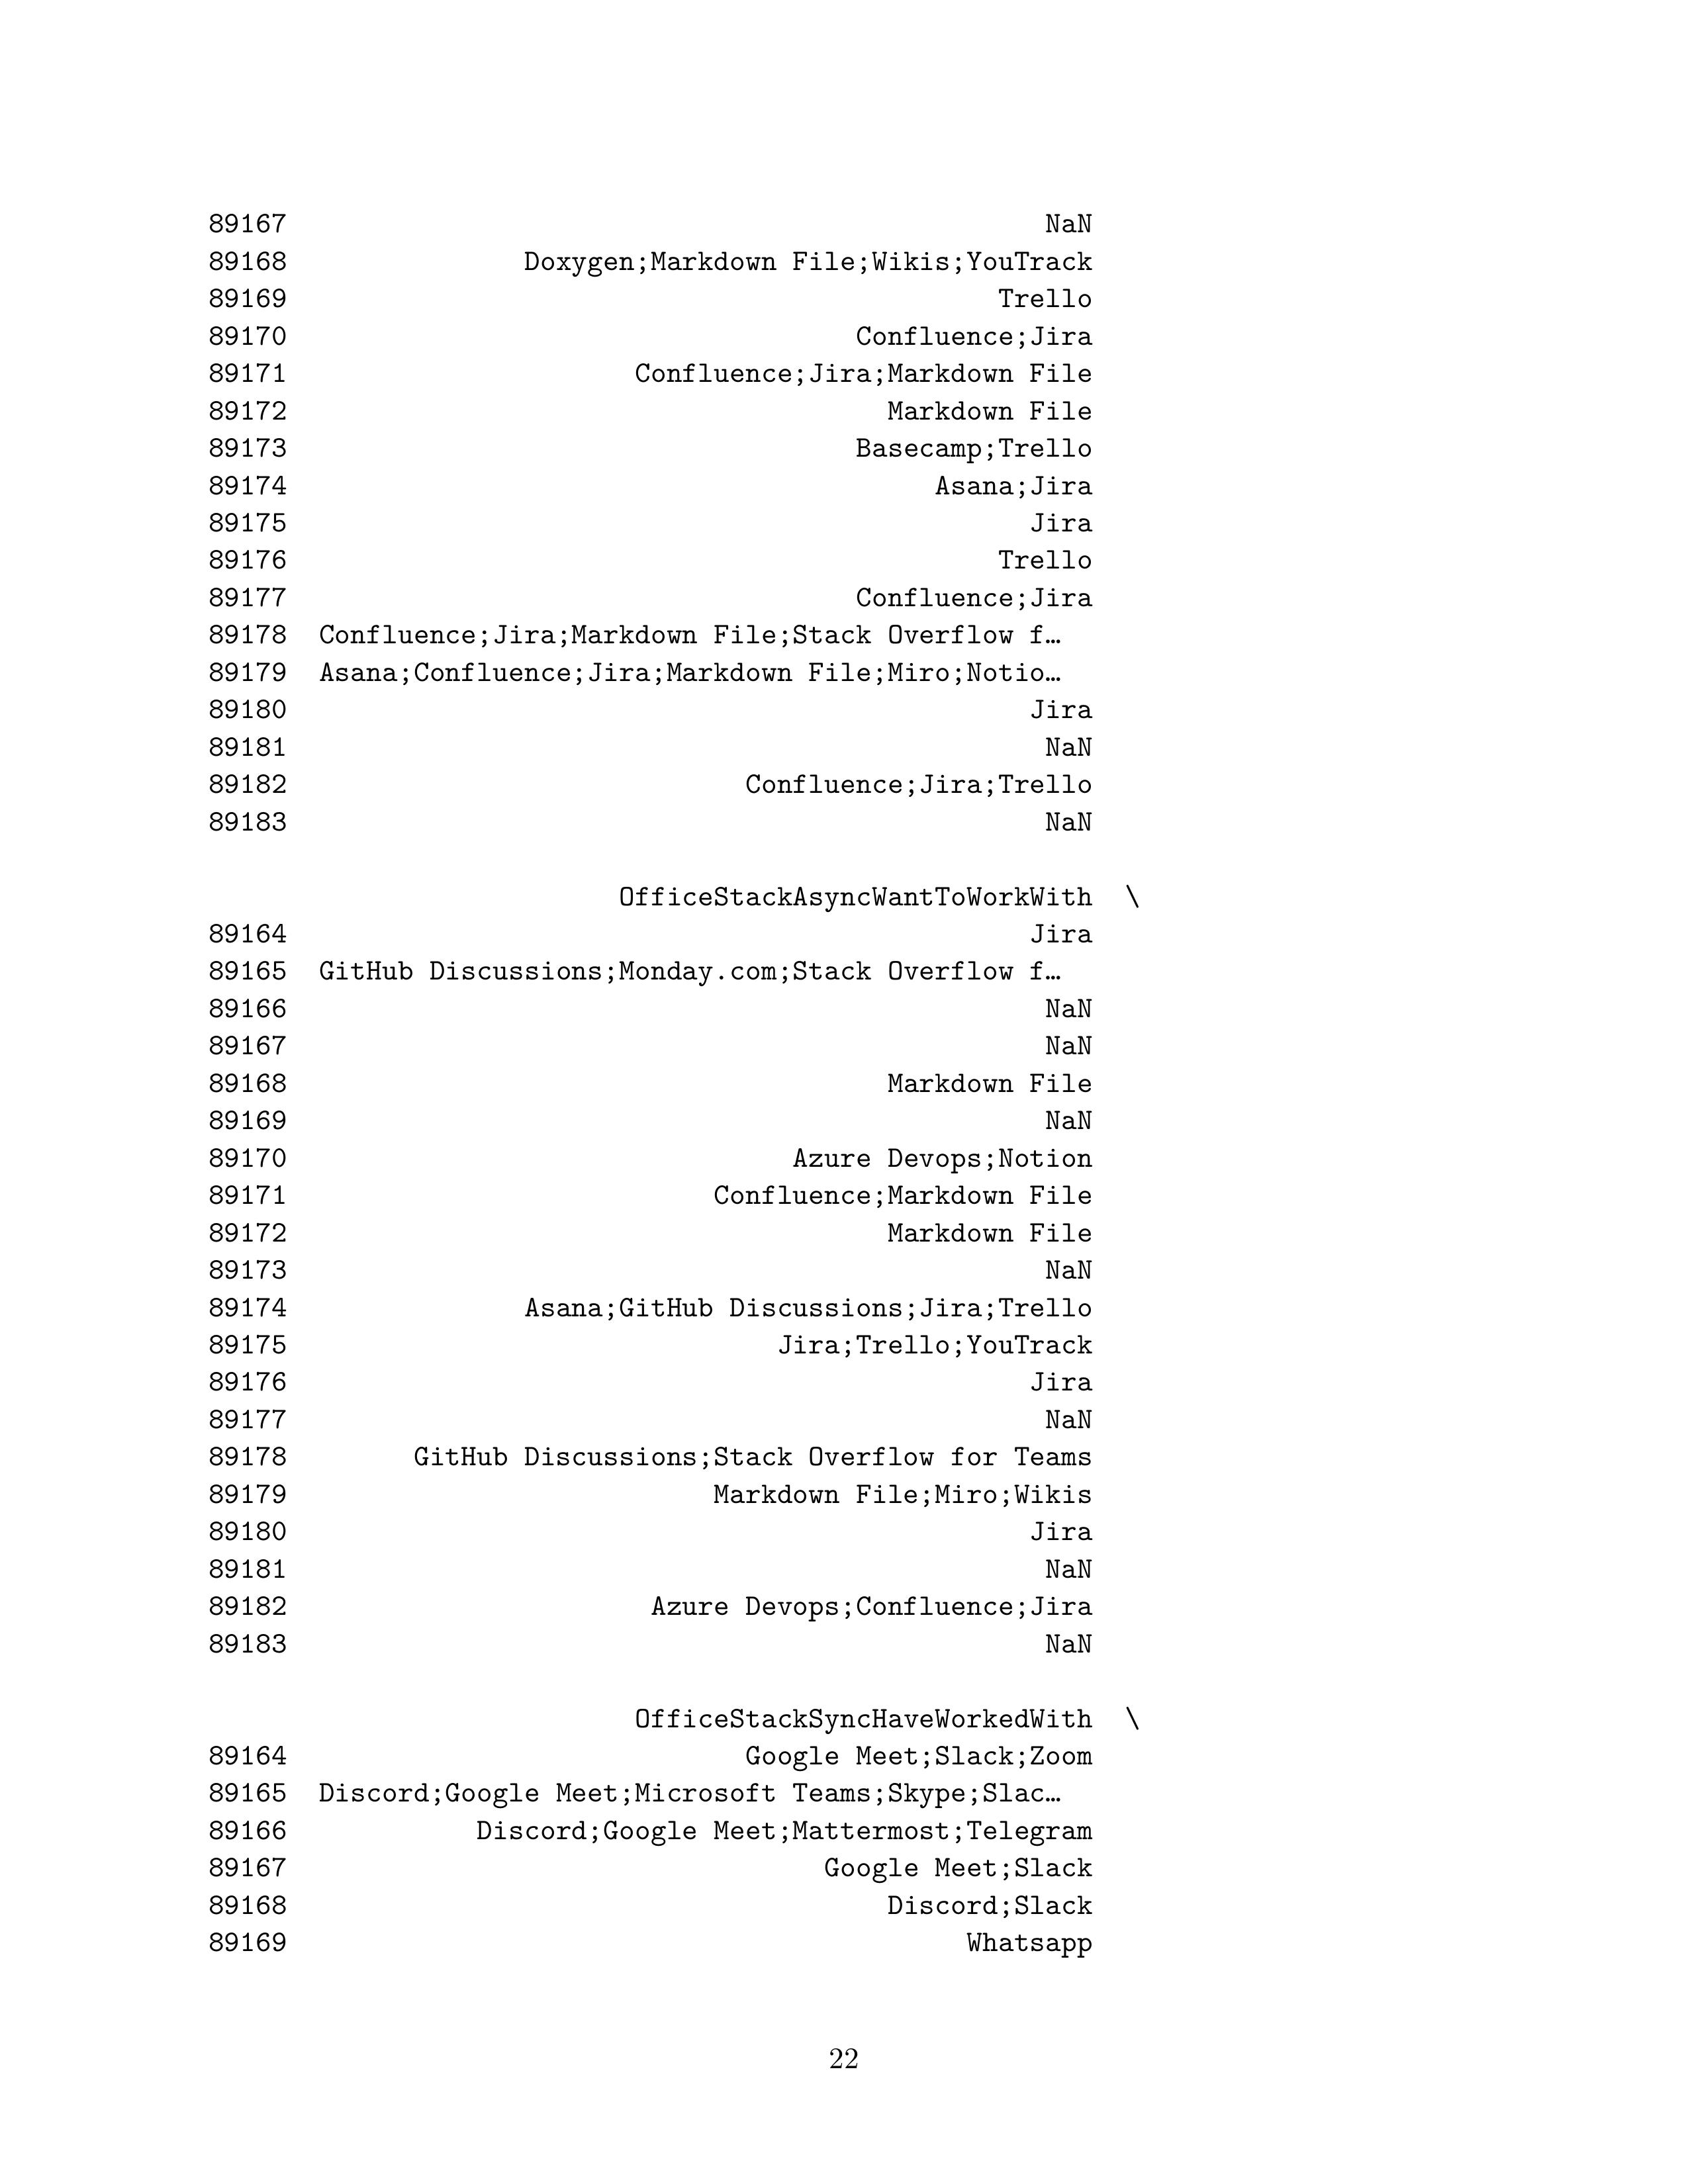 89167 NaN
89168 Doxygen;Markdown File;Wikis;YouTrack
89169 Trello
89170 Confluence;Jira
89171 Confluence;Jira;Markdown File
89172 Markdown File
89173 Basecamp;Trello
89174 Asana;Jira
89175 Jira
89176 Trello
89177 Confluence;Jira
89178 Confluence;Jira;Markdown File;Stack Overflow f…
89179 Asana;Confluence;Jira;Markdown File;Miro;Notio…
89180 Jira
89181 NaN
89182 Confluence;Jira;Trello
89183 NaN
OfficeStackAsyncWantToWorkWith \
89164 Jira
89165 GitHub Discussions;Monday.com;Stack Overflow f…
89166 NaN
89167 NaN
89168 Markdown File
89169 NaN
89170 Azure Devops;Notion
89171 Confluence;Markdown File
89172 Markdown File
89173 NaN
89174 Asana;GitHub Discussions;Jira;Trello
89175 Jira;Trello;YouTrack
89176 Jira
89177 NaN
89178 GitHub Discussions;Stack Overflow for Teams
89179 Markdown File;Miro;Wikis
89180 Jira
89181 NaN
89182 Azure Devops;Confluence;Jira
89183 NaN
OfficeStackSyncHaveWorkedWith \
89164 Google Meet;Slack;Zoom
89165 Discord;Google Meet;Microsoft Teams;Skype;Slac…
89166 Discord;Google Meet;Mattermost;Telegram
89167 Google Meet;Slack
89168 Discord;Slack
89169 Whatsapp
22